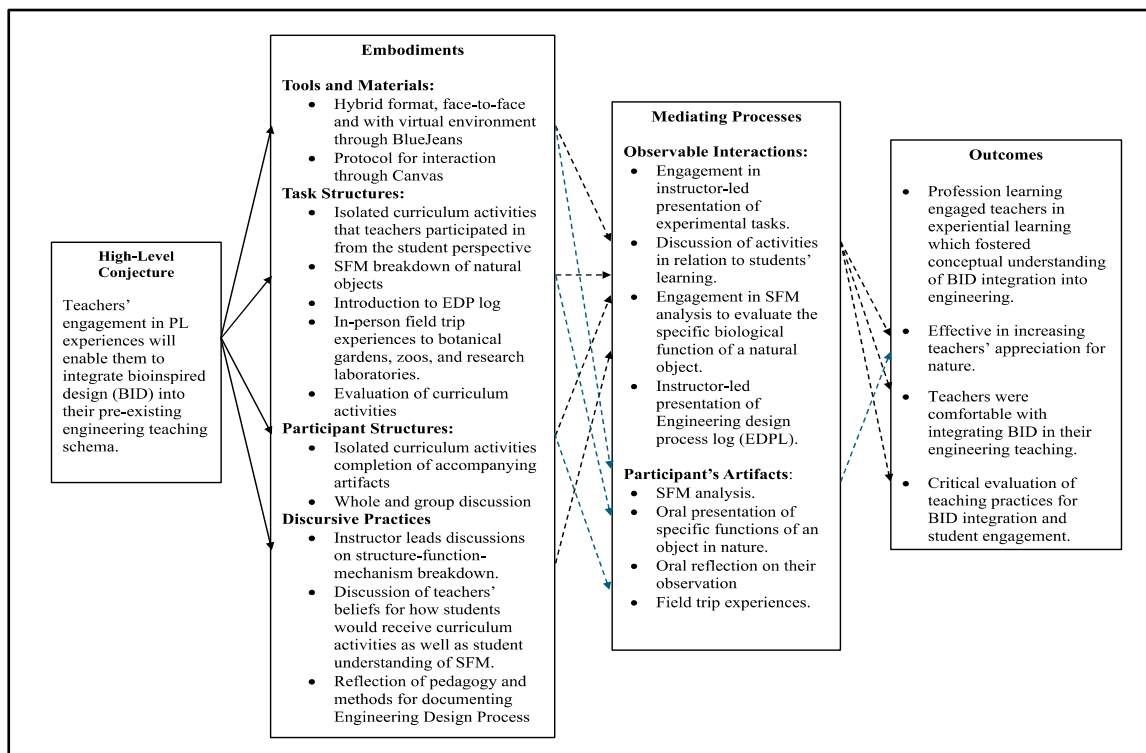 High-Level
Conjecture
Teachers'
engagement in PL
experiences will
enable them to
integrate bioinspired
design (BID) into
their pre-existing
engineering teaching
schema.
Embodiments
Tools and Materials:
• Hybrid format, face-to-face
and with virtual environment
through BlueJeans
• Protocol for interaction
through Canvas
Task Structures:
• Isolated curriculum activities
that teachers participated in
from the student perspective
• SFM breakdown of natural
objects
• Introduction to EDP log
• In-person field trip
experiences to botanical
gardens, zoos, and research
laboratories.
• Evaluation of curriculum
activities
Participant Structures:
• Isolated curriculum activities
completion of accompanying
artifacts
• Whole and group discussion
Discursive Practices
• Instructor leads discussions
on structure-function-
mechanism breakdown.
• Discussion of teachers'
beliefs for how students
would receive curriculum
activities as well as student
understanding of SFM.
• Reflection of pedagogy and
methods for documenting
Engineering Design Process
Mediating Processes
Observable Interactions:
• Engagement in
instructor-led
presentation of
experimental tasks.
• Discussion of activities
in relation to students'
learning.
• Engagement in SFM
analysis to evaluate the
specific biological
function of a natural
object.
• Instructor-led
presentation of
Engineering design
process log (EDPL).
Participant's Artifacts:
• SFM analysis.
• Oral presentation of
specific functions of an
object in nature.
• Oral reflection on their
observation
• Field trip experiences.
Outcomes
• Profession learning
engaged teachers in
experiential learning
which fostered
conceptual understanding
of BID integration into
engineering.
• Effective in increasing
teachers' appreciation for
nature.
• Teachers were
comfortable with
integrating BID in their
engineering teaching.
• Critical evaluation of
teaching practices for
BID integration and
student engagement.